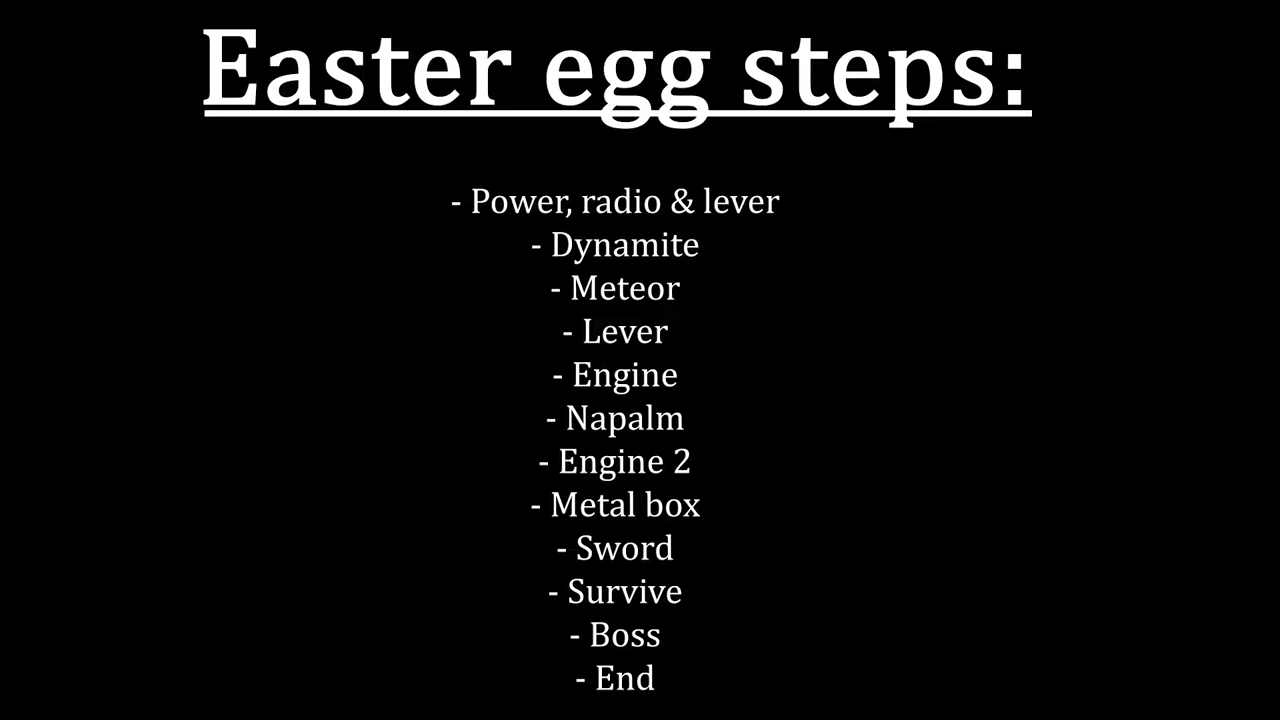 Easter egg steps:
- Power, radio & lever
- Dynamite
- Meteor
- Lever
- Engine
- Napalm
- Engine 2
- Metal box
- Sword
- Survive
- Boss
- End